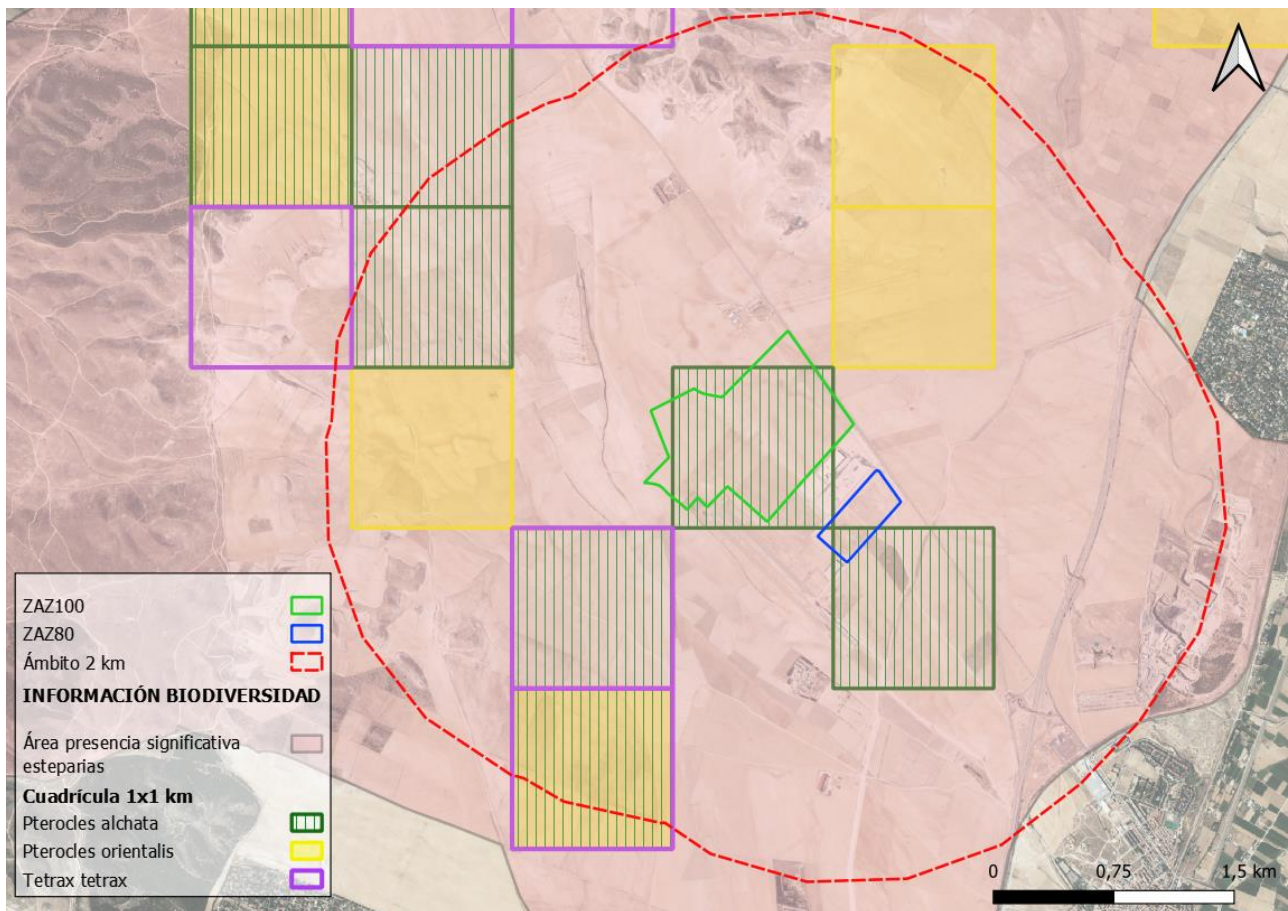 ZAZ100
ZAZ80
Ámbito 2 km
INFORMACIÓN BIODIVERSIDAD
Área presencia significativa
esteparias
Cuadrícula 1x1 km
Pterocles alchata
Pterocles orientalis
Tetrax tetrax
0 0,75 1,5 km